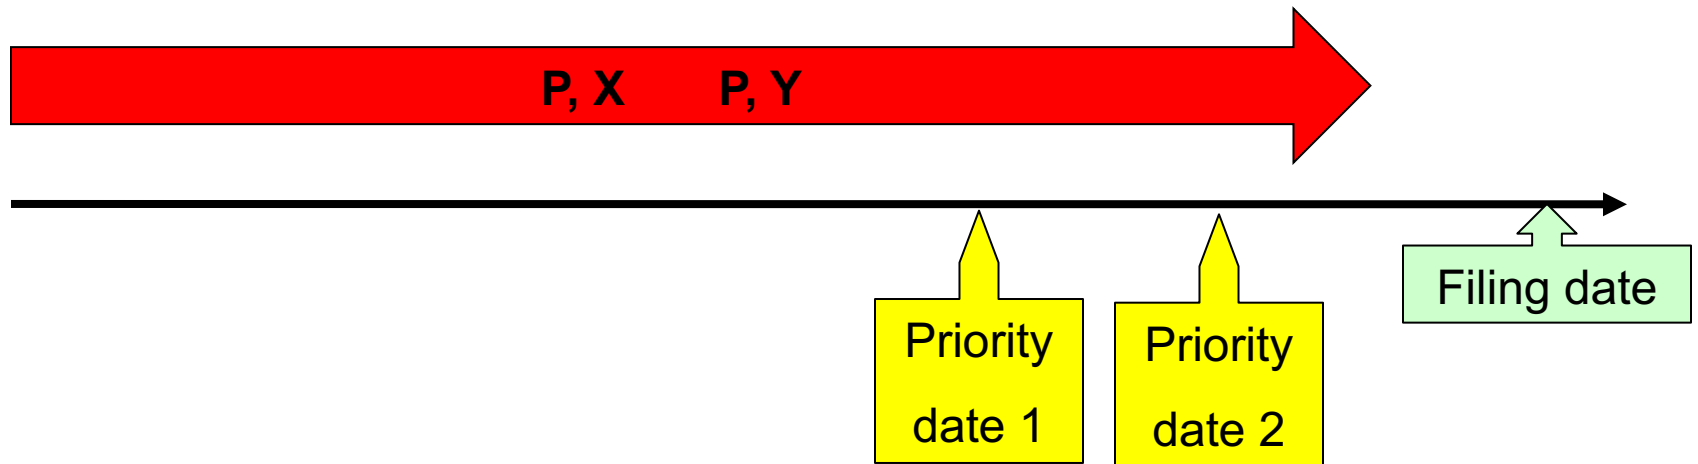 P, X P, Y
Priority
date 1
Priority
date 2
Filing date